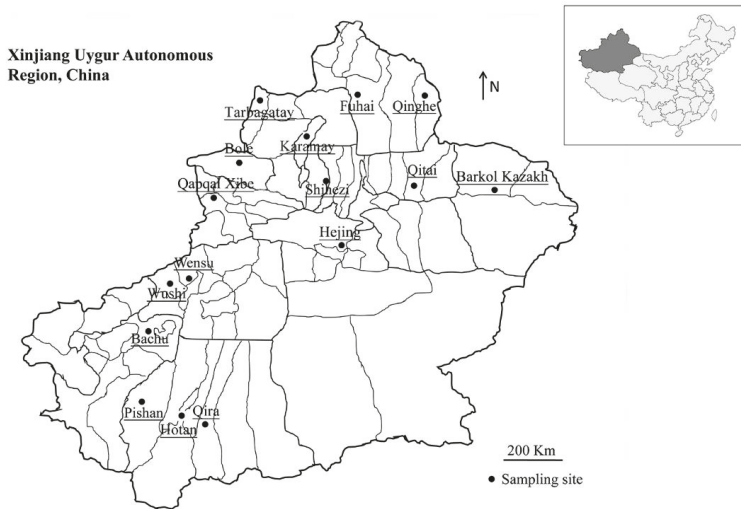 Xinjiang Uygur Autonomous
Region, China
N
Tarbagatay
Fuhai
Qinghe
Karamay
Bole
Qapqal Xibe
Shihezi
Qitai
Barkol Kazakh
Hejing
Wensu
Wushi
Bachu
Pishan
Qira
Hotan
200 Km
Sampling site